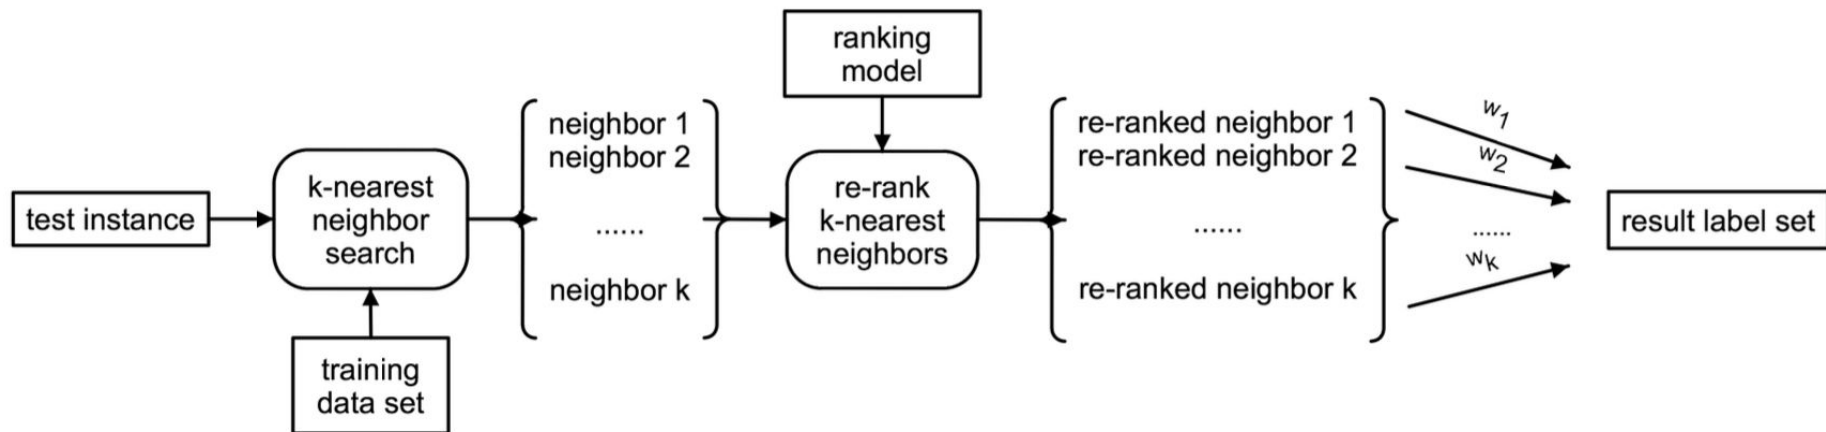 test instance
k-nearest
neighbor
search
training
data set
neighbor 1
neighbor 2
......
neighbor k
ranking
model
re-rank
k-nearest
neighbors
re-ranked neighbor 1
re-ranked neighbor 2
......
re-ranked neighbor k
w1
w2
......
wk
result label set